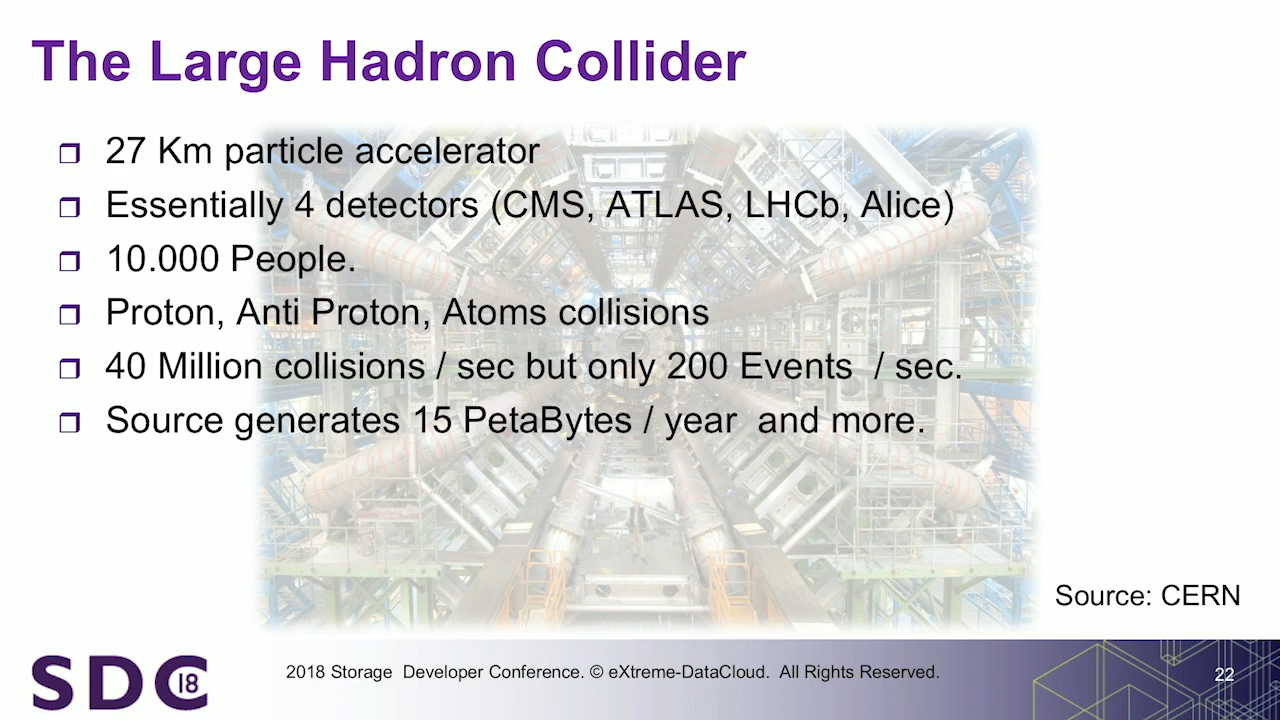 The Large Hadron Collider
27 Km particle accelerator
Essentially 4 detectors (CMS, ATLAS, LHCb, Alice)
10.000 People.
Proton, Anti Proton, Atoms collisions
40 Million collisions / sec but only 200 Events / sec.
Source generates 15 PetaBytes / year and more.
Source: CERN
SDC 18
2018 Storage Developer Conference. © eXtreme-DataCloud. All Rights Reserved.
22